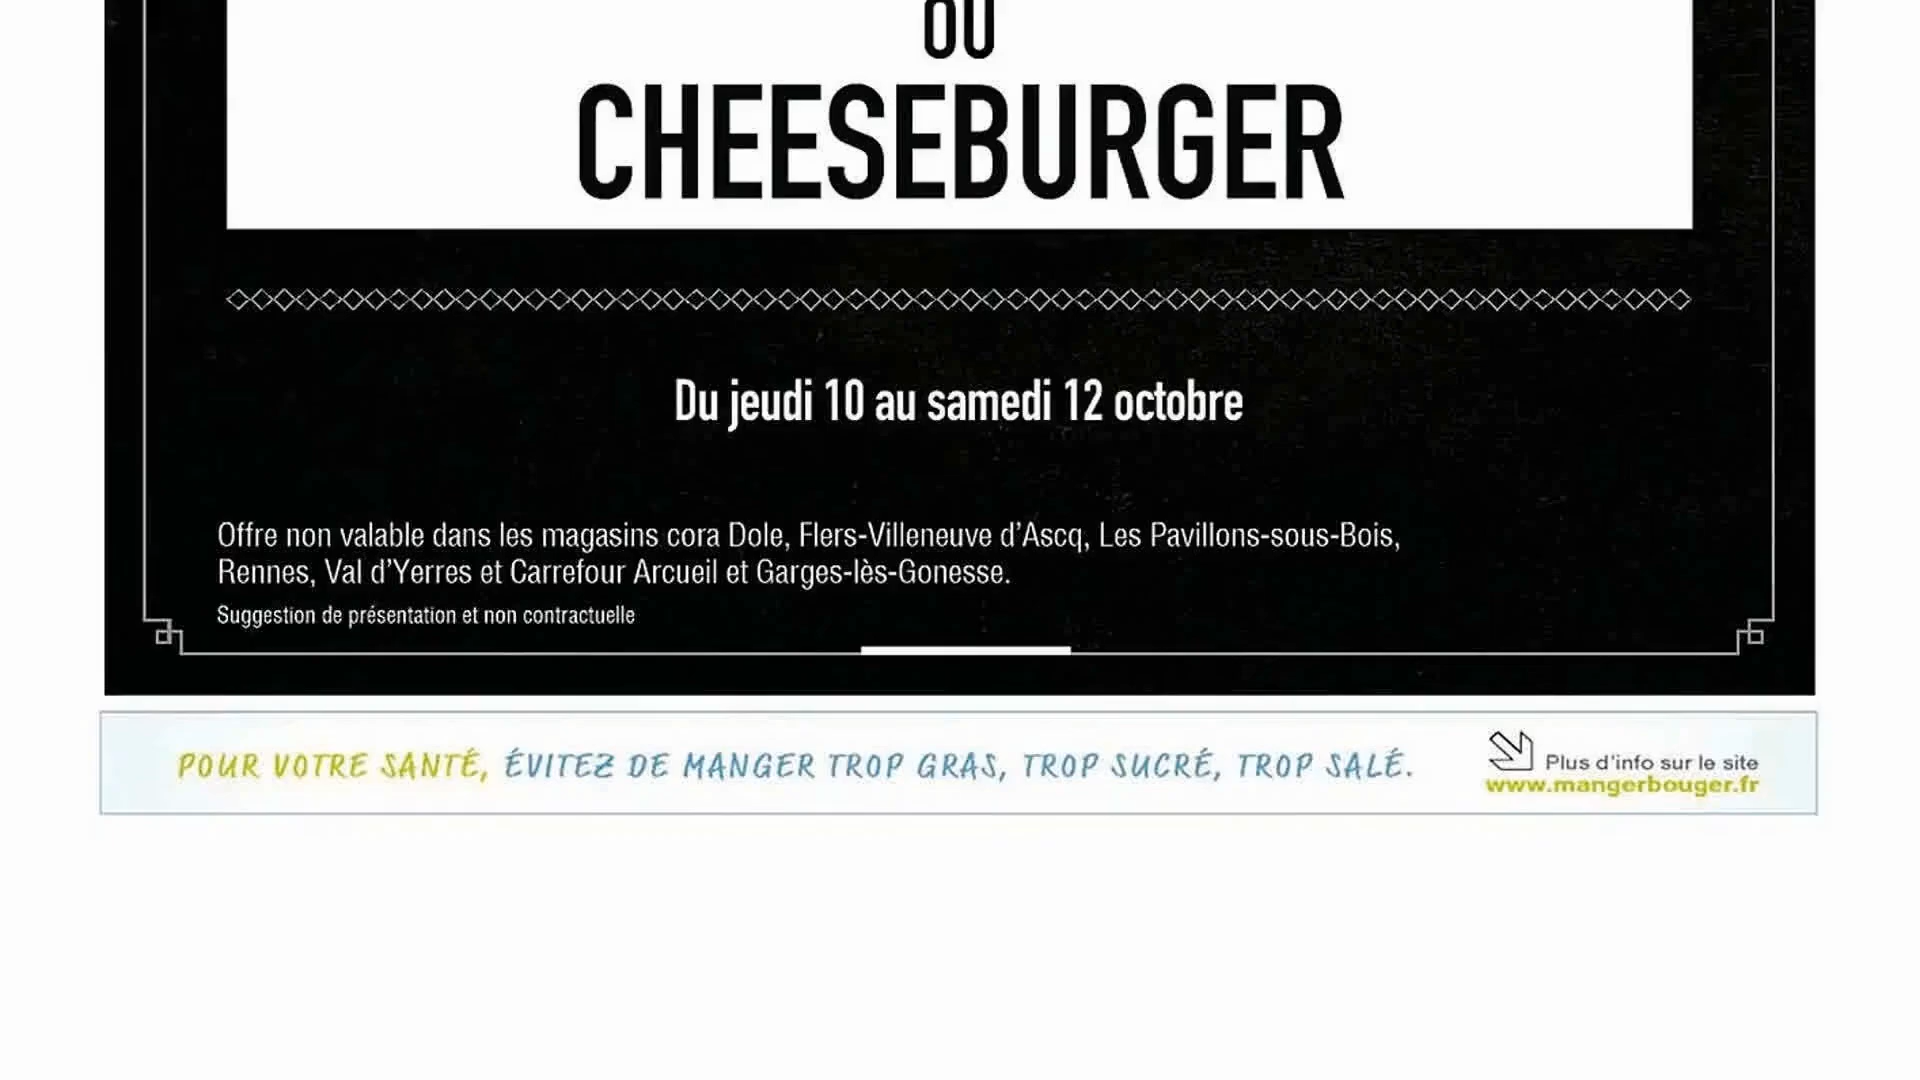 OU
CHEESEBURGER
Du jeudi 10 au samedi 12 octobre
Offre non valable dans les magasins cora Dole, Flers-Villeneuve d’Ascq, Les Pavillons-sous-Bois,
Rennes, Val d’Yerres et Carrefour Arcueil et Garges-lès-Gonesse.
Suggestion de présentation et non contractuelle
POUR VOTRE SANTÉ, ÉVITEZ DE MANGER TROP GRAS, TROP SUCRÉ, TROP SALÉ.
Plus d'info sur le site
www.mangerbouger.fr